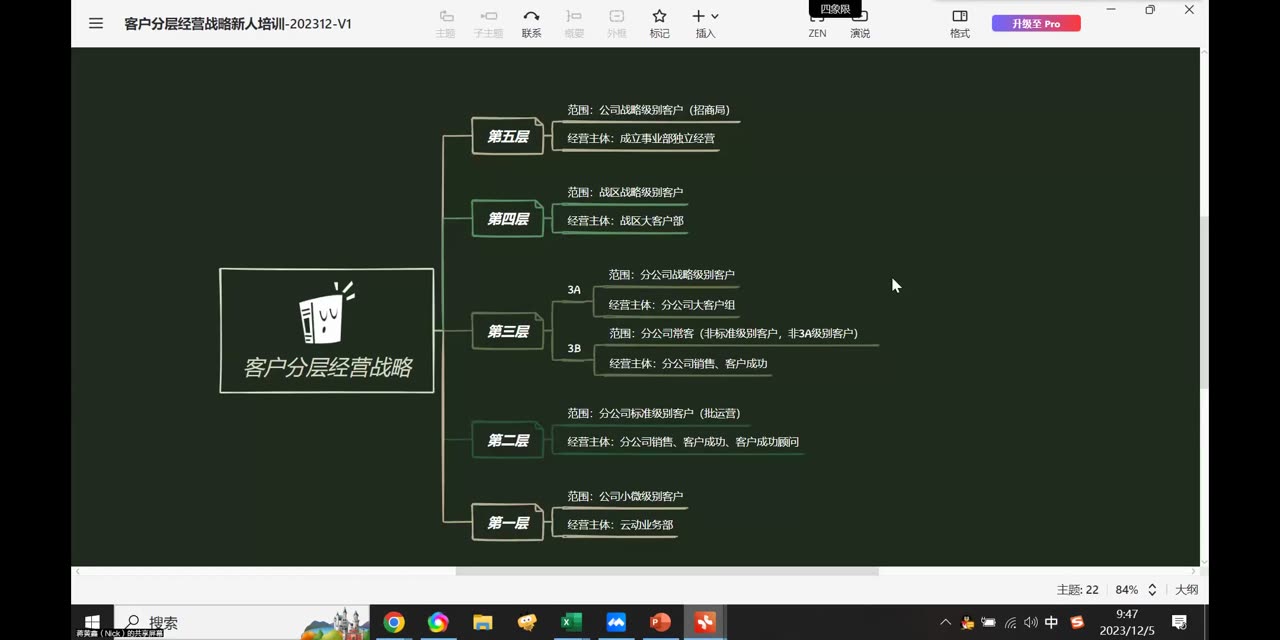 四象限
客户分层经营战略新人培训-202312-V1
主题
子主题
联系
概要
外框
标记
插入
ZEN
演说
格式
升级至 Pro
范围：公司战略级别客户（招商局）
第五层
经营主体：成立事业部独立经营
范围：战区战略级别客户
第四层
经营主体：战区大客户部
范围：分公司战略级别客户
3A
经营主体：分公司大客户组
第三层
范围：分公司常客（非标准级别客户，非3A级别客户）
3B
经营主体：分公司销售、客户成功
客户分层经营战略
范围：分公司标准级别客户（批运营）
第二层
经营主体：分公司销售、客户成功、客户成功顾问
范围：公司小微级别客户
第一层
经营主体：云动业务部
主题: 22
84%
大纲
搜索
中
9:47
2023/12/5